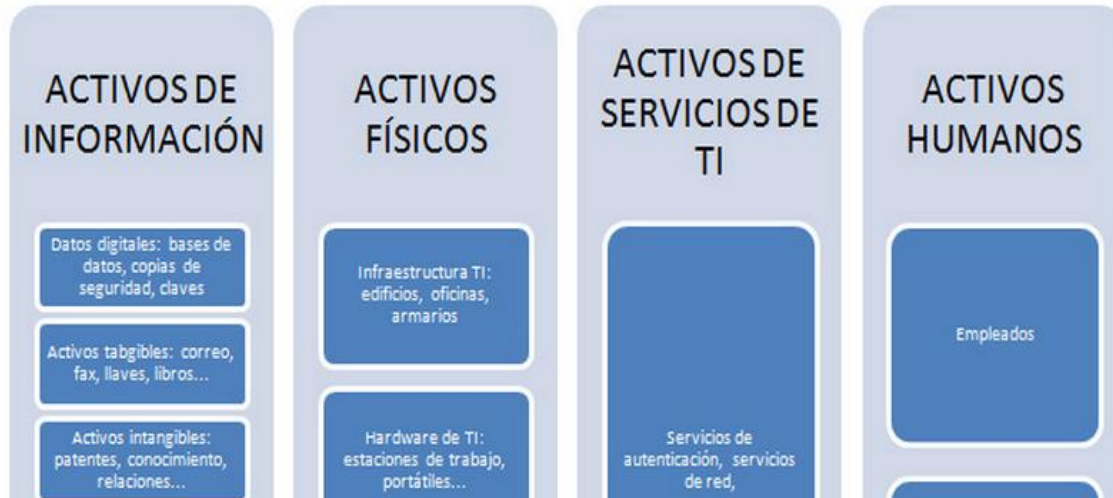 ACTIVOS DE
INFORMACIÓN
Datos digitales: bases de
datos, copias de
seguridad, claves
Activos tabgibles: correo,
fax, llaves, libros...
Activos intangibles:
patentes, conocimiento,
relaciones...
ACTIVOS
FÍSICOS
Infraestructura TI:
edificios, oficinas,
armarios
Hardware de TI:
estaciones de trabajo,
portátiles...
ACTIVOS DE
SERVICIOS DE
TI
Servicios de
autenticación, servicios
de red,
ACTIVOS
HUMANOS
Empleados